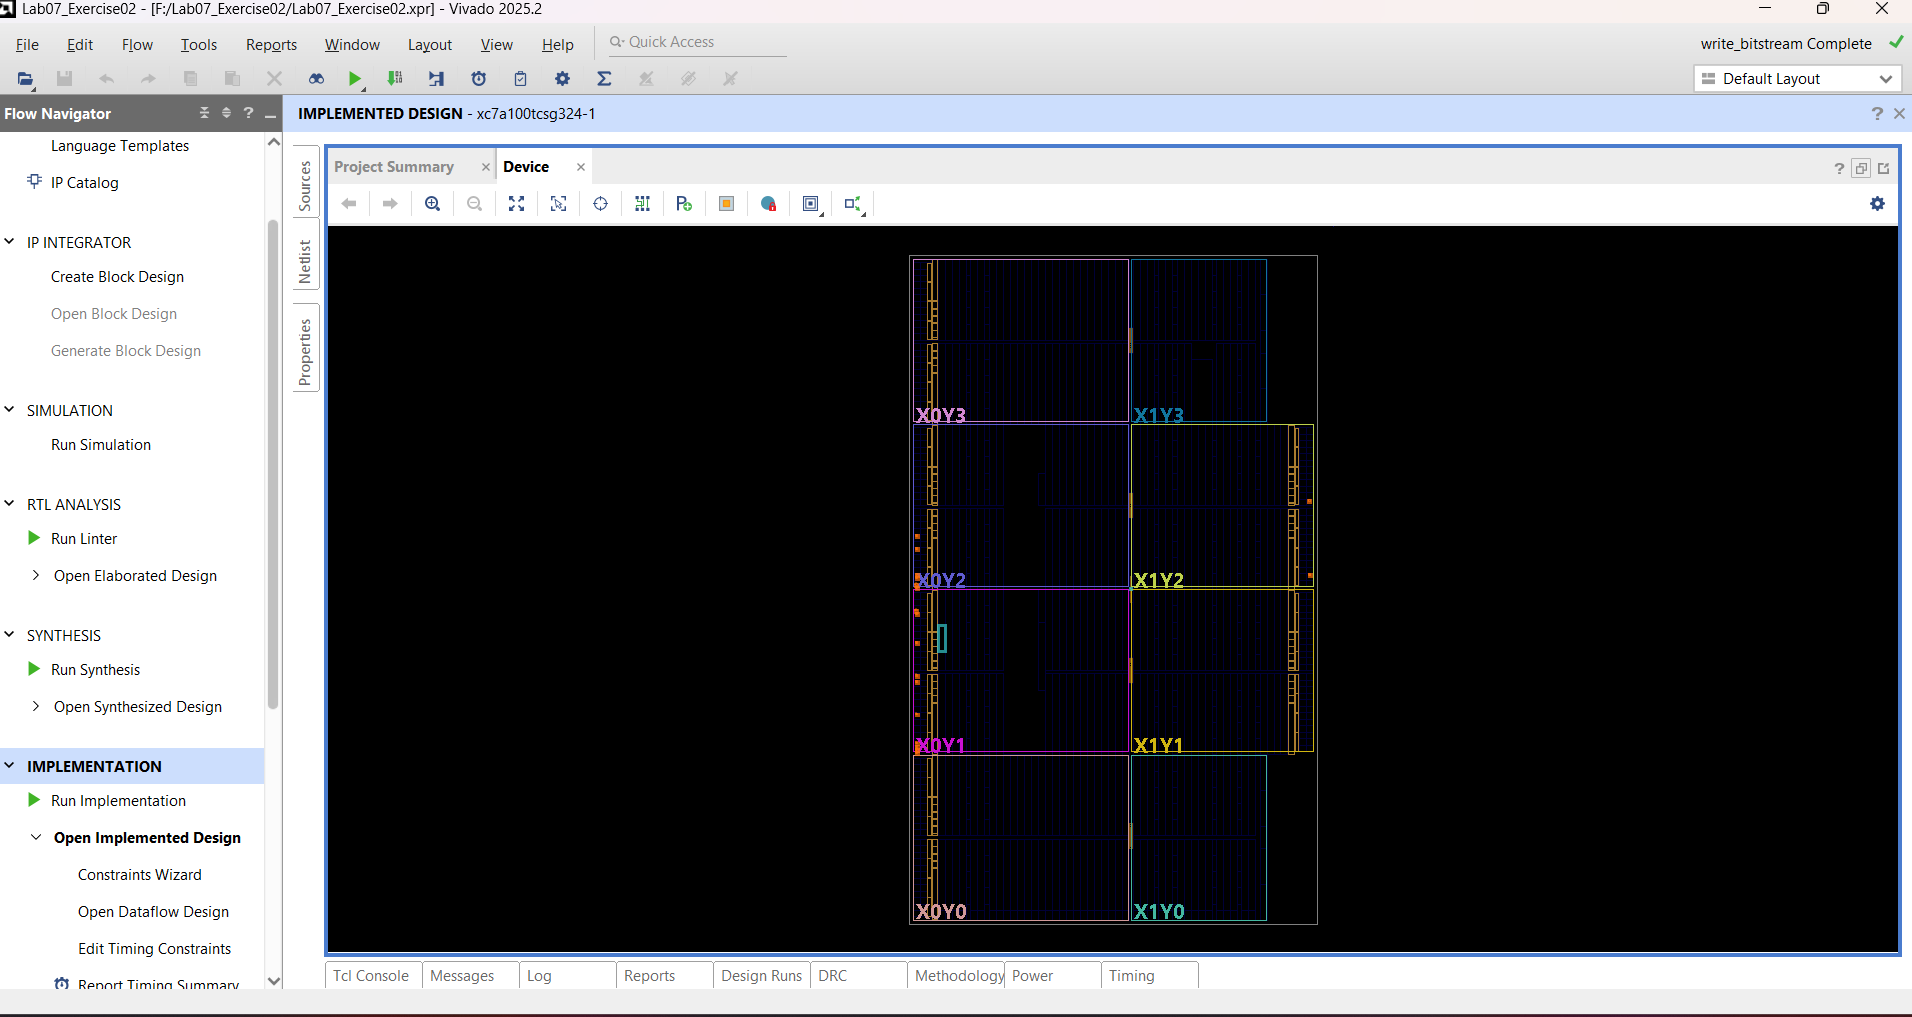 Lab07_Exercise02 - [F:/Lab07_Exercise02/Lab07_Exercise02.xpr] - Vivado 2025.2
File Edit Flow Tools Reports Window Layout View Help Quick Access
write_bitstream Complete
Default Layout
Flow Navigator
IMPLEMENTED DESIGN - xc7a100tcsg324-1
Language Templates
IP Catalog
IP INTEGRATOR
Create Block Design
Open Block Design
Generate Block Design
SIMULATION
Run Simulation
RTL ANALYSIS
Run Linter
Open Elaborated Design
SYNTHESIS
Run Synthesis
Open Synthesized Design
IMPLEMENTATION
Run Implementation
Open Implemented Design
Constraints Wizard
Open Dataflow Design
Edit Timing Constraints
Report Timing Summary
Sources
Netlist
Properties
Project Summary
Device
X0Y3 X1Y3
X0Y2 X1Y2
X0Y1 X1Y1
X0Y0 X1Y0
Tcl Console Messages Log Reports Design Runs DRC Methodology Power Timing